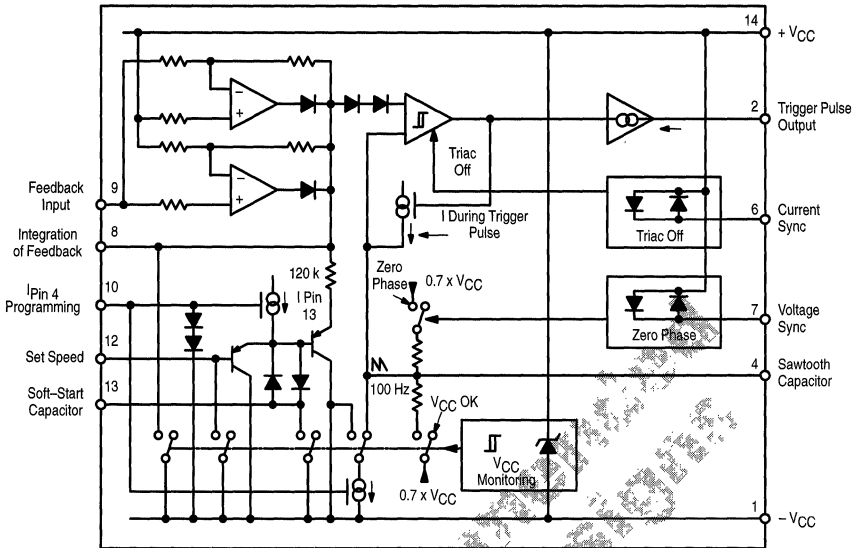 14
+ VCC
2
Trigger Pulse
Output
Triac
Off
9
Feedback
Input
I During Trigger
Pulse
6
Current
Sync
Triac Off
8
Integration
of Feedback
120 k
I Pin
13
Zero
Phase
0.7 x VCC
10
IPin 4
Programming
7
Voltage
Sync
Zero Phase
12
Set Speed
4
Sawtooth
Capacitor
100 Hz
13
Soft–Start
Capacitor
VCC OK
VCC
Monitoring
0.7 x VCC
1
– VCC